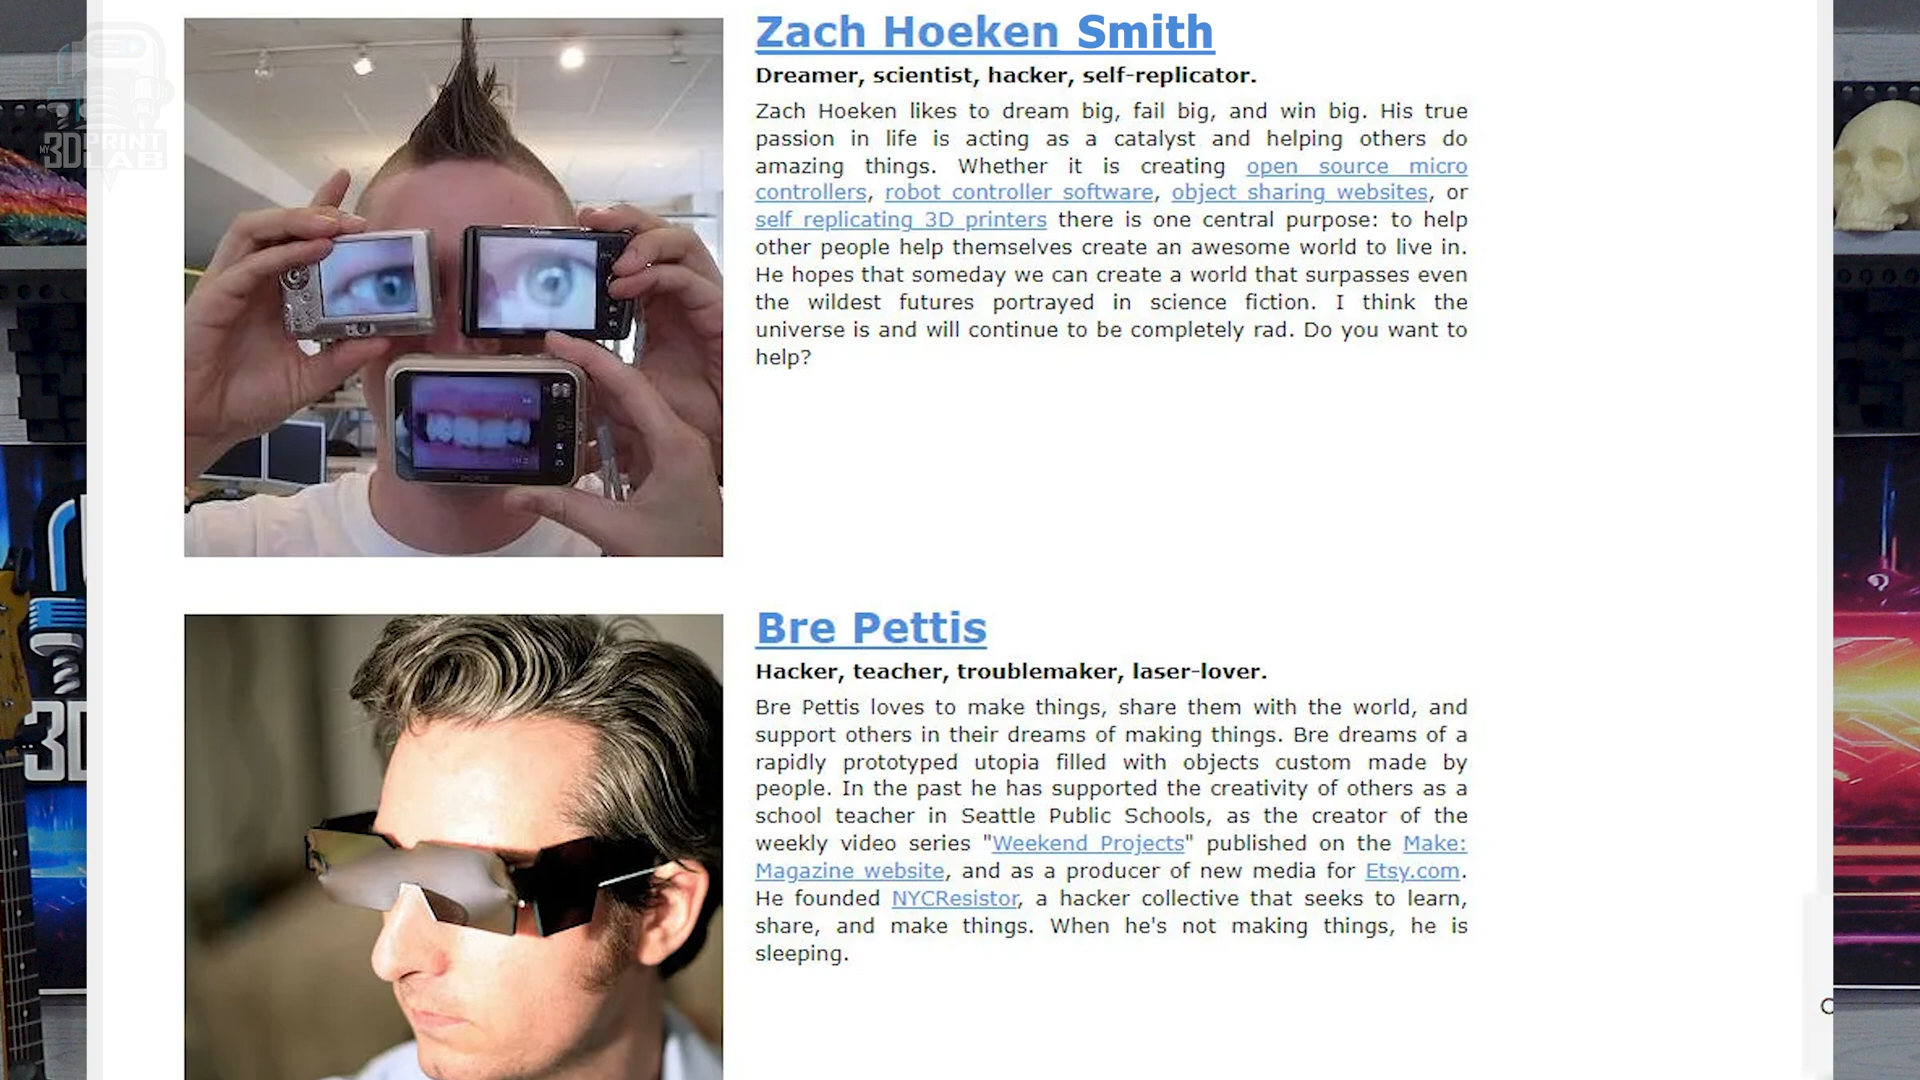 Zach Hoeken Smith
Dreamer, scientist, hacker, self-replicator.
Zach Hoeken likes to dream big, fail big, and win big. His true
passion in life is acting as a catalyst and helping others do
amazing things. Whether it is creating open source micro
controllers, robot controller software, object sharing websites, or
self replicating 3D printers there is one central purpose: to help
other people help themselves create an awesome world to live in.
He hopes that someday we can create a world that surpasses even
the wildest futures portrayed in science fiction. I think the
universe is and will continue to be completely rad. Do you want to
help?
MY
3D PRINT
LAB
Bre Pettis
Hacker, teacher, troublemaker, laser-lover.
Bre Pettis loves to make things, share them with the world, and
support others in their dreams of making things. Bre dreams of a
rapidly prototyped utopia filled with objects custom made by
people. In the past he has supported the creativity of others as a
school teacher in Seattle Public Schools, as the creator of the
weekly video series "Weekend Projects" published on the Make:
Magazine website, and as a producer of new media for Etsy.com.
He founded NYCResistor, a hacker collective that seeks to learn,
share, and make things. When he's not making things, he is
sleeping.
3D